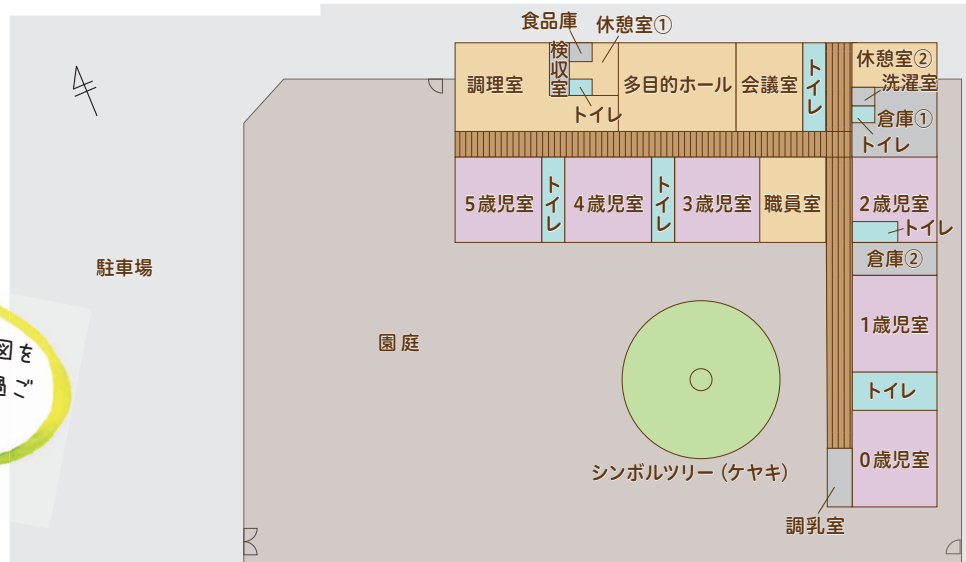 食品庫
休憩室①
検収室
調理室
トイレ
多目的ホール
会議室
トイレ
休憩室②
洗濯室
倉庫①
トイレ
5歳児室
トイレ
4歳児室
トイレ
3歳児室
職員室
2歳児室
トイレ
倉庫②
駐車場
園庭
1歳児室
トイレ
0歳児室
シンボルツリー（ケヤキ）
調乳室
図を
過ご